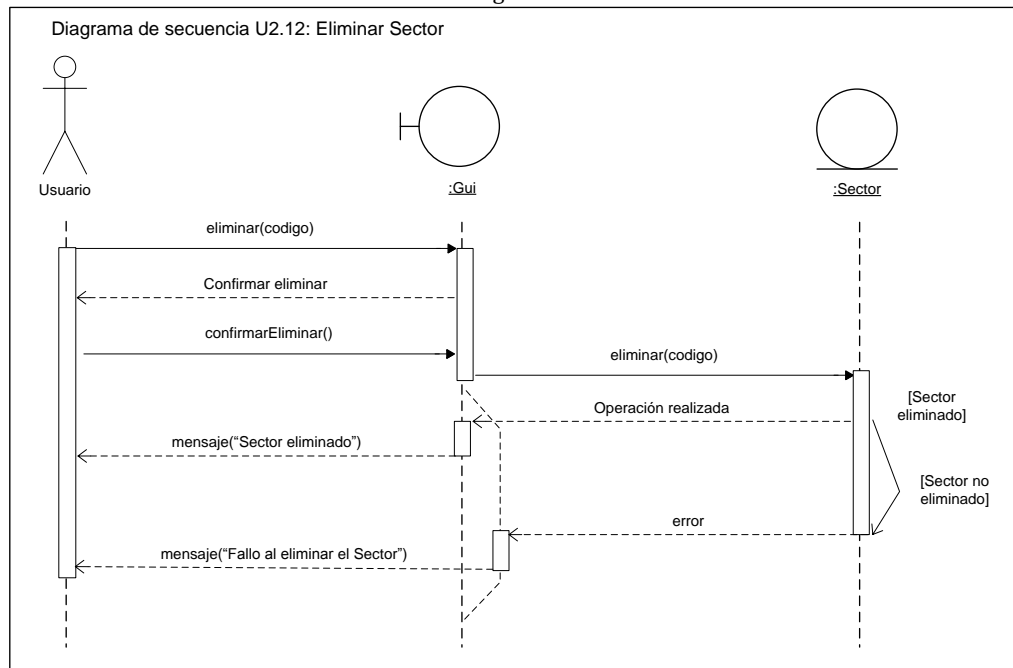 Diagrama de secuencia U2.12: Eliminar Sector
Usuario
:Gui
:Sector
eliminar(codigo)
Confirmar eliminar
confirmarEliminar()
eliminar(codigo)
[Sector
eliminado]
Operación realizada
mensaje(“Sector eliminado”)
[Sector no
eliminado]
error
mensaje(“Fallo al eliminar el Sector”)